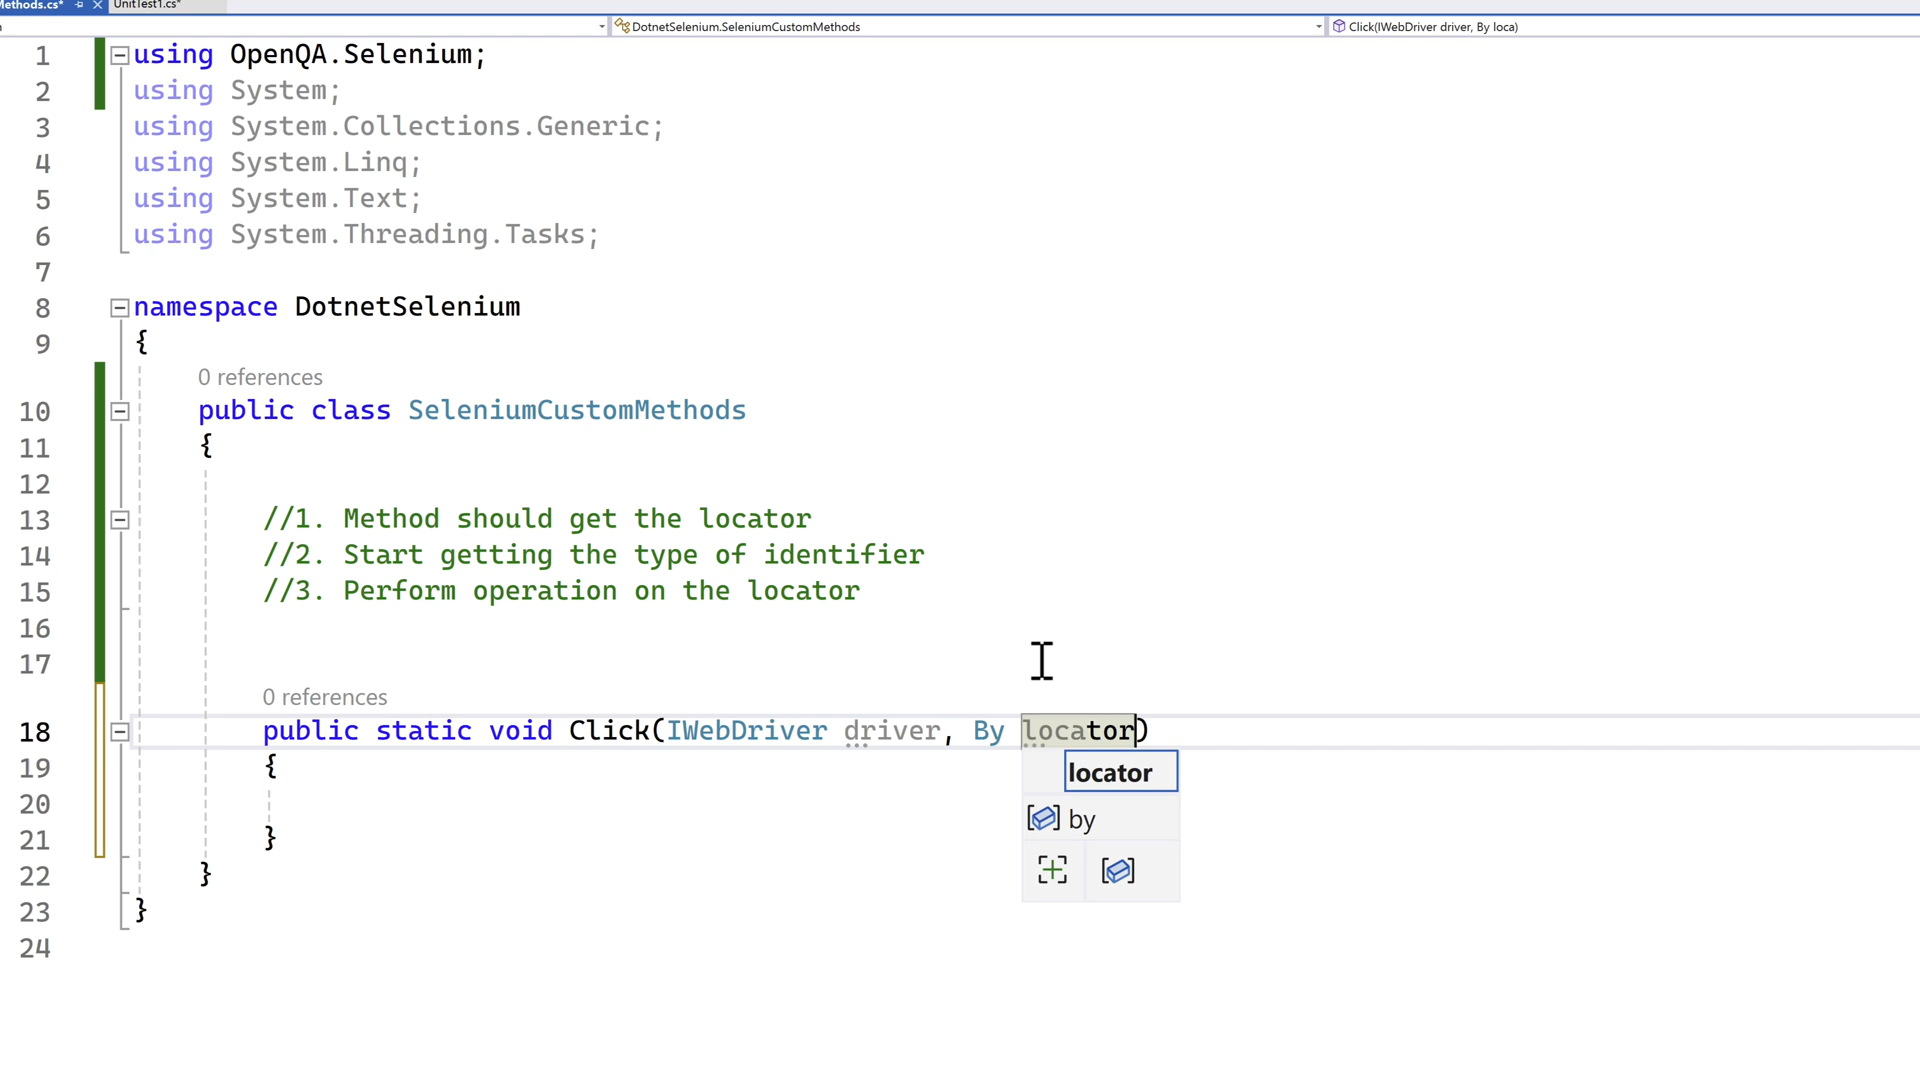 Methods.cs*
UnitTest1.cs*
DotnetSelenium.SeleniumCustomMethods
Click(IWebDriver driver, By loca)
1 using OpenQA.Selenium;
2 using System;
3 using System.Collections.Generic;
4 using System.Linq;
5 using System.Text;
6 using System.Threading.Tasks;
7
8 namespace DotnetSelenium
9 {
0 references
10 public class SeleniumCustomMethods
11 {
12
13 //1. Method should get the locator
14 //2. Start getting the type of identifier
15 //3. Perform operation on the locator
16
17
0 references
18 public static void Click(IWebDriver driver, By locator)
locator
by
19 {
20
21 }
22 }
23 }
24